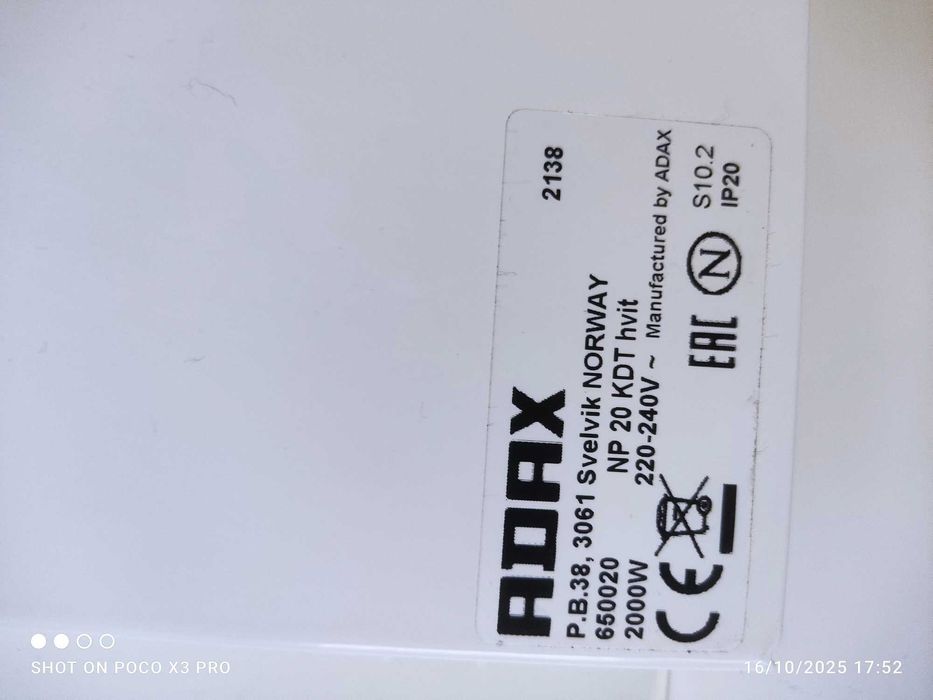 ADAX
2138
P.B.38, 3061 Svelvik NORWAY
650020 NP 20 KDT hvit
2000W 220-240V ~ Manufactured by ADAX
CE EAC N S10.2
IP20
SHOT ON POCO X3 PRO
16/10/2025 17:52